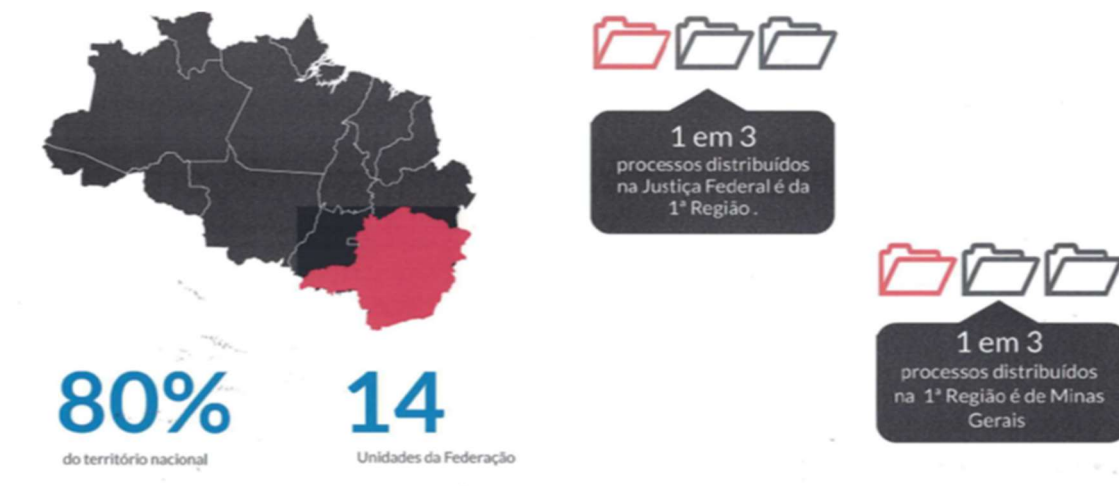 1 em 3
processos distribuídos
na Justiça Federal é da
1ª Região .
1 em 3
processos distribuídos
na 1ª Região é de Minas
Gerais
80%
do território nacional
14
Unidades da Federação